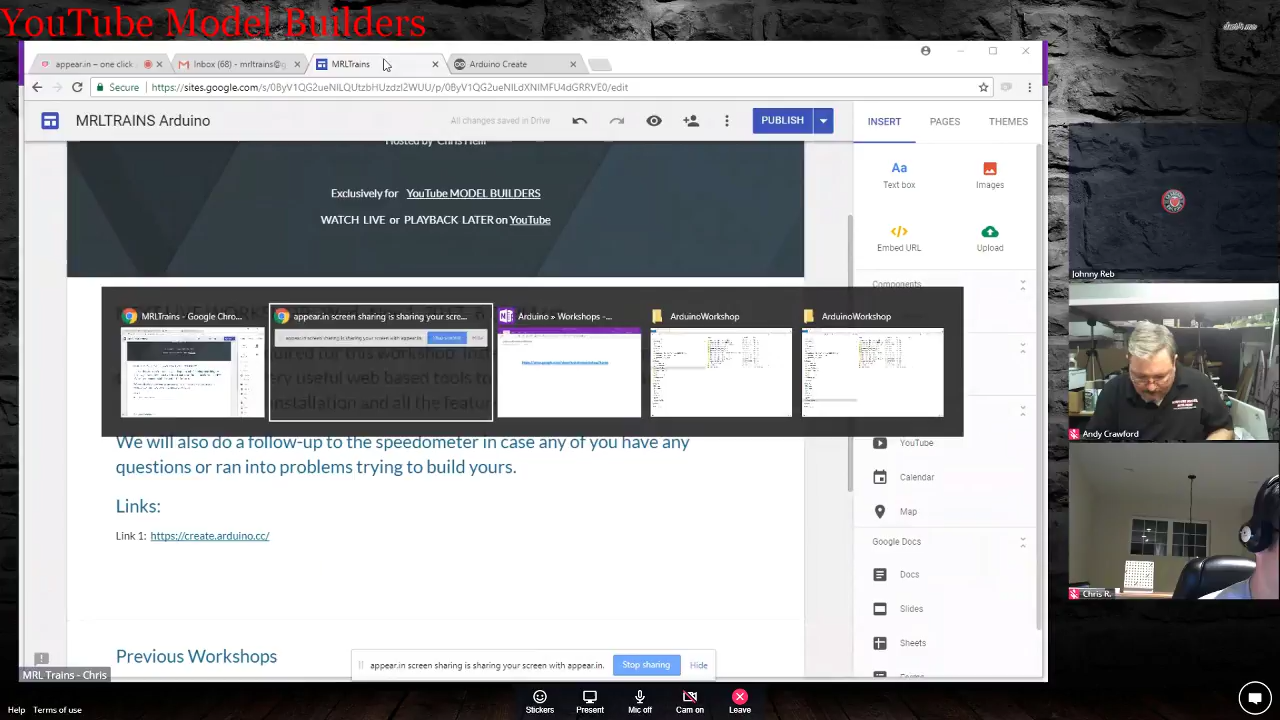 YouTube Model Builders
appear.in – one click
Inbox (68) - mrltrains@g
MRLTrains
Arduino Create
Secure
https://sites.google.com/s/0ByV1QG2ueNILQUtzbHUzdzI2WUU/p/0ByV1QG2ueNILdXNIMFU4dGRRVE0/edit
MRLTRAINS Arduino
All changes saved in Drive
PUBLISH
INSERT
PAGES
THEMES
Exclusively for YouTube MODEL BUILDERS
WATCH LIVE or PLAYBACK LATER on YouTube
Aa
Text box
Images
Embed URL
Upload
Components
Johnny Reb
MRLTrains - Google Chro...
appear.in screen sharing is sharing your scre...
Arduino » Workshops -...
ArduinoWorkshop
ArduinoWorkshop
We will also do a follow-up to the speedometer in case any of you have any
questions or ran into problems trying to build yours.
Links:
Link 1: https://create.arduino.cc/
YouTube
Calendar
Map
Google Docs
Docs
Slides
Sheets
Andy Crawford
Chris R.
Previous Workshops
appear.in screen sharing is sharing your screen with appear.in.
Stop sharing
Hide
MRL Trains - Chris
Help
Terms of use
Stickers
Present
Mic off
Cam on
Leave